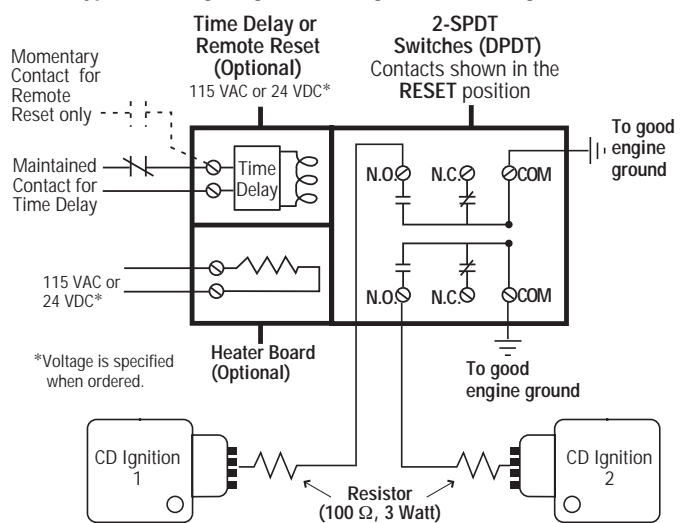 Time Delay or
Remote Reset
(Optional)
115 VAC or 24 VDC*
2-SPDT
Switches (DPDT)
Contacts shown in the
RESET position
Momentary
Contact for
Remote
Reset only
Maintained
Contact for
Time Delay
Time
Delay
N.O.
N.C.
COM
To good
engine
ground
N.O.
N.C.
COM
115 VAC or
24 VDC*
Heater Board
(Optional)
To good
engine ground
*Voltage is specified
when ordered.
CD Ignition
1
Resistor
(100 Ω, 3 Watt)
CD Ignition
2